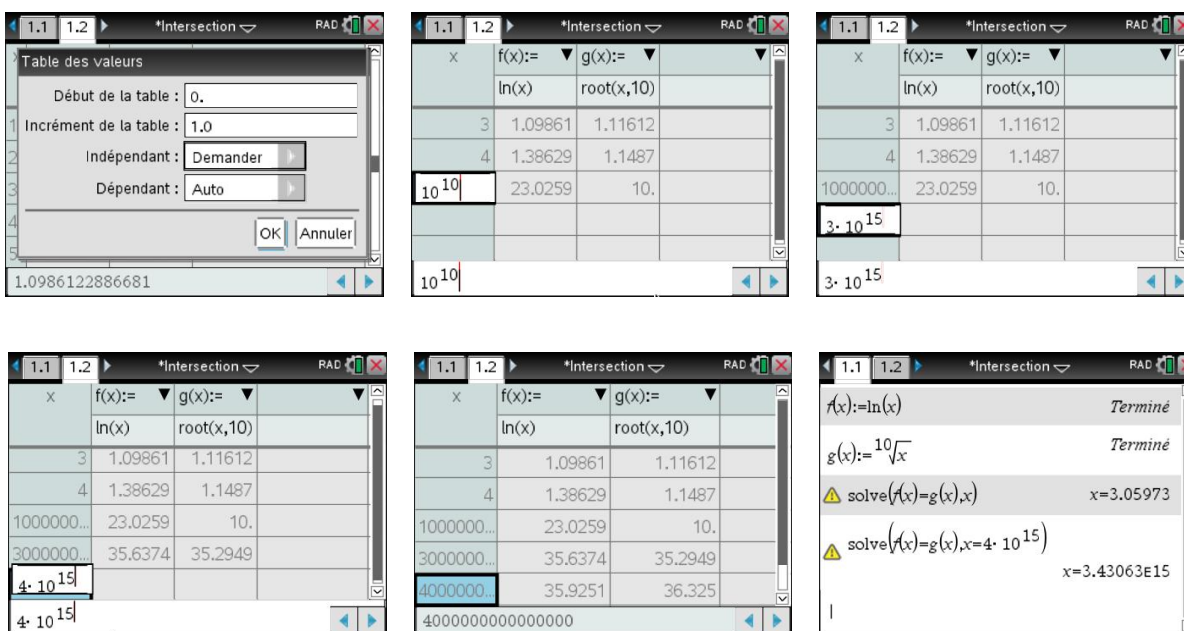 1.1 1.2 *Intersection RAD
Table des valeurs
Début de la table : 0.
Incrément de la table : 1.0
Indépendant : Demander
Dépendant : Auto
OK Annuler
1
2
3
4
5
1.0986122886681
1.1 1.2 *Intersection RAD
x f(x):= g(x):=
ln(x) root(x,10)
3 1.09861 1.11612
4 1.38629 1.1487
10^10 23.0259 10.
10^10
1.1 1.2 *Intersection RAD
x f(x):= g(x):=
ln(x) root(x,10)
3 1.09861 1.11612
4 1.38629 1.1487
1000000... 23.0259 10.
3·10^15
3·10^15
1.1 1.2 *Intersection RAD
x f(x):= g(x):=
ln(x) root(x,10)
3 1.09861 1.11612
4 1.38629 1.1487
1000000... 23.0259 10.
3000000... 35.6374 35.2949
4·10^15
4·10^15
1.1 1.2 *Intersection RAD
x f(x):= g(x):=
ln(x) root(x,10)
3 1.09861 1.11612
4 1.38629 1.1487
1000000... 23.0259 10.
3000000... 35.6374 35.2949
4000000... 35.9251 36.325
4000000000000000
1.1 1.2 *Intersection RAD
f(x):=ln(x) Terminé
g(x):=¹⁰√x Terminé
solve(f(x)=g(x),x) x=3.05973
solve(f(x)=g(x),x=4·10^15)
x=3.43063E15